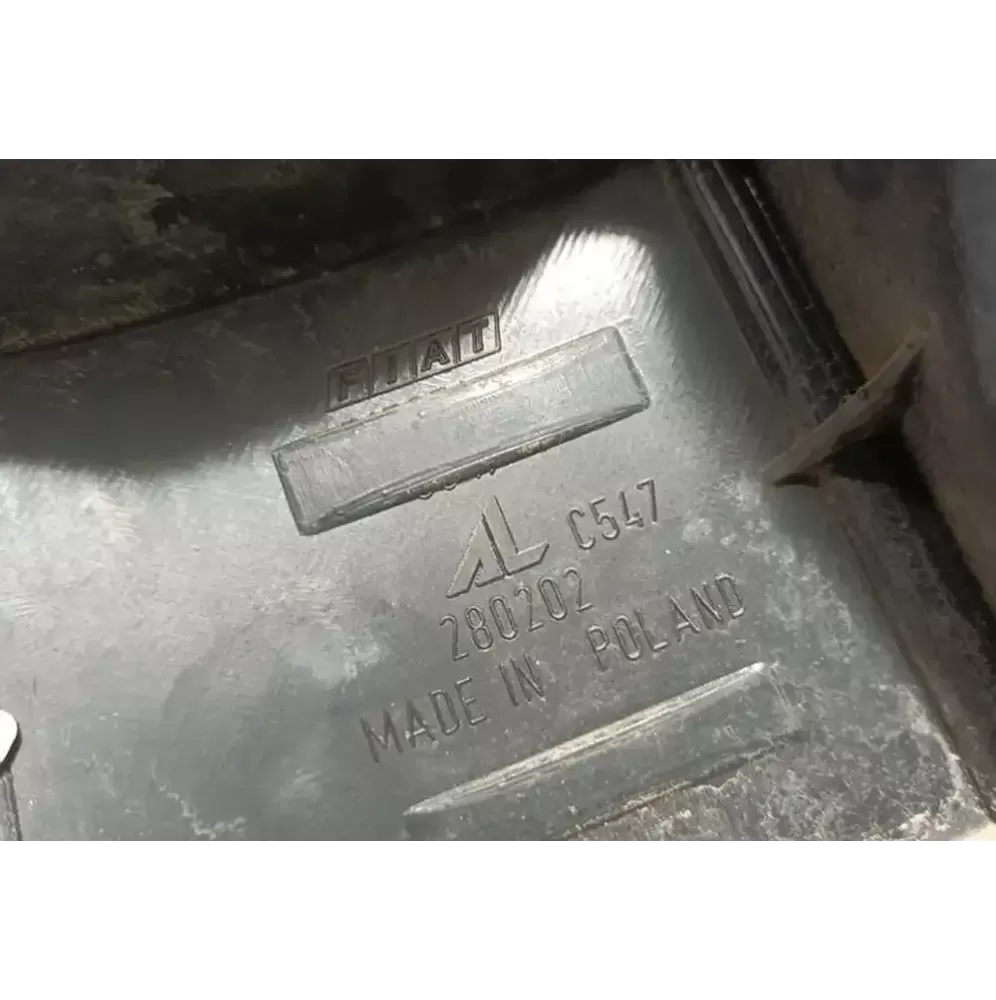 FIAT
AL C547
280202
MADE IN POLAND